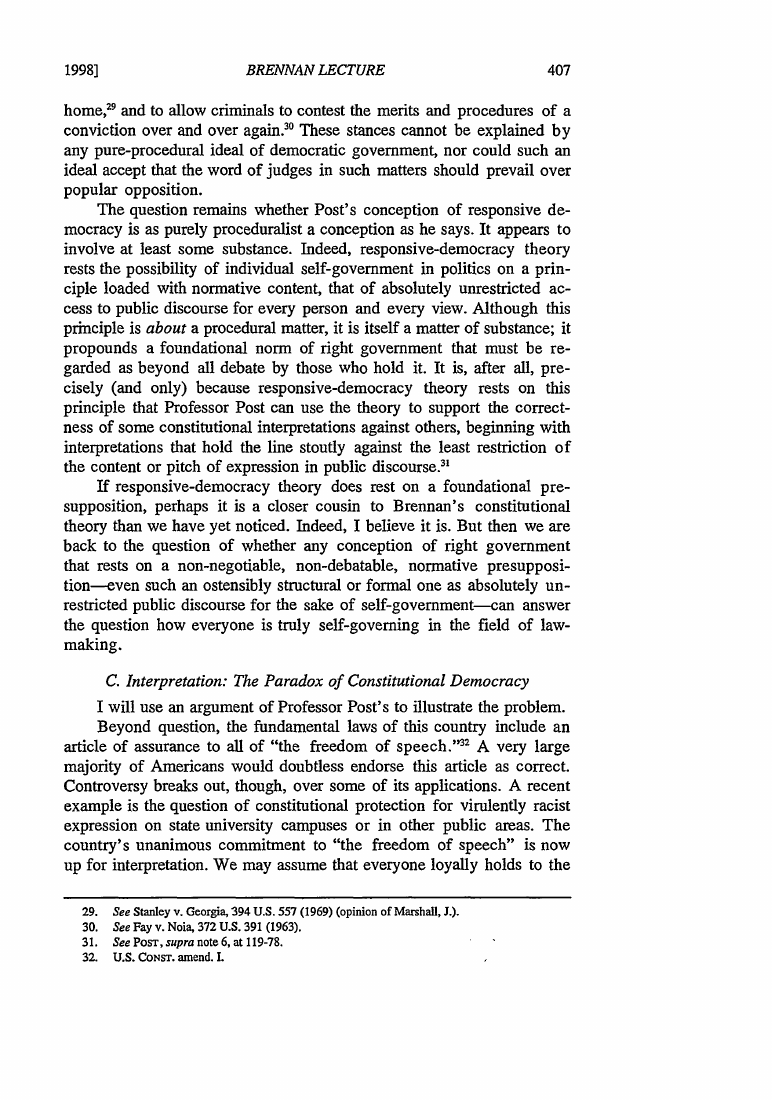 1998] BRENNAN LECTURE 407
home,29 and to allow criminals to contest the merits and procedures of a
conviction over and over again.30 These stances cannot be explained by
any pure-procedural ideal of democratic government, nor could such an
ideal accept that the word of judges in such matters should prevail over
popular opposition.
The question remains whether Post's conception of responsive de-
mocracy is as purely proceduralist a conception as he says. It appears to
involve at least some substance. Indeed, responsive-democracy theory
rests the possibility of individual self-government in politics on a prin-
ciple loaded with normative content, that of absolutely unrestricted ac-
cess to public discourse for every person and every view. Although this
principle is about a procedural matter, it is itself a matter of substance; it
propounds a foundational norm of right government that must be re-
garded as beyond all debate by those who hold it. It is, after all, pre-
cisely (and only) because responsive-democracy theory rests on this
principle that Professor Post can use the theory to support the correct-
ness of some constitutional interpretations against others, beginning with
interpretations that hold the line stoutly against the least restriction of
the content or pitch of expression in public discourse.31
If responsive-democracy theory does rest on a foundational pre-
supposition, perhaps it is a closer cousin to Brennan's constitutional
theory than we have yet noticed. Indeed, I believe it is. But then we are
back to the question of whether any conception of right government
that rests on a non-negotiable, non-debatable, normative presupposi-
tion—even such an ostensibly structural or formal one as absolutely un-
restricted public discourse for the sake of self-government—can answer
the question how everyone is truly self-governing in the field of law-
making.
C. Interpretation: The Paradox of Constitutional Democracy
I will use an argument of Professor Post's to illustrate the problem.
Beyond question, the fundamental laws of this country include an
article of assurance to all of "the freedom of speech."32 A very large
majority of Americans would doubtless endorse this article as correct.
Controversy breaks out, though, over some of its applications. A recent
example is the question of constitutional protection for virulently racist
expression on state university campuses or in other public areas. The
country's unanimous commitment to "the freedom of speech" is now
up for interpretation. We may assume that everyone loyally holds to the
29. See Stanley v. Georgia, 394 U.S. 557 (1969) (opinion of Marshall, J.).
30. See Fay v. Noia, 372 U.S. 391 (1963).
31. See POST, supra note 6, at 119-78.
32. U.S. CONST. amend. I.